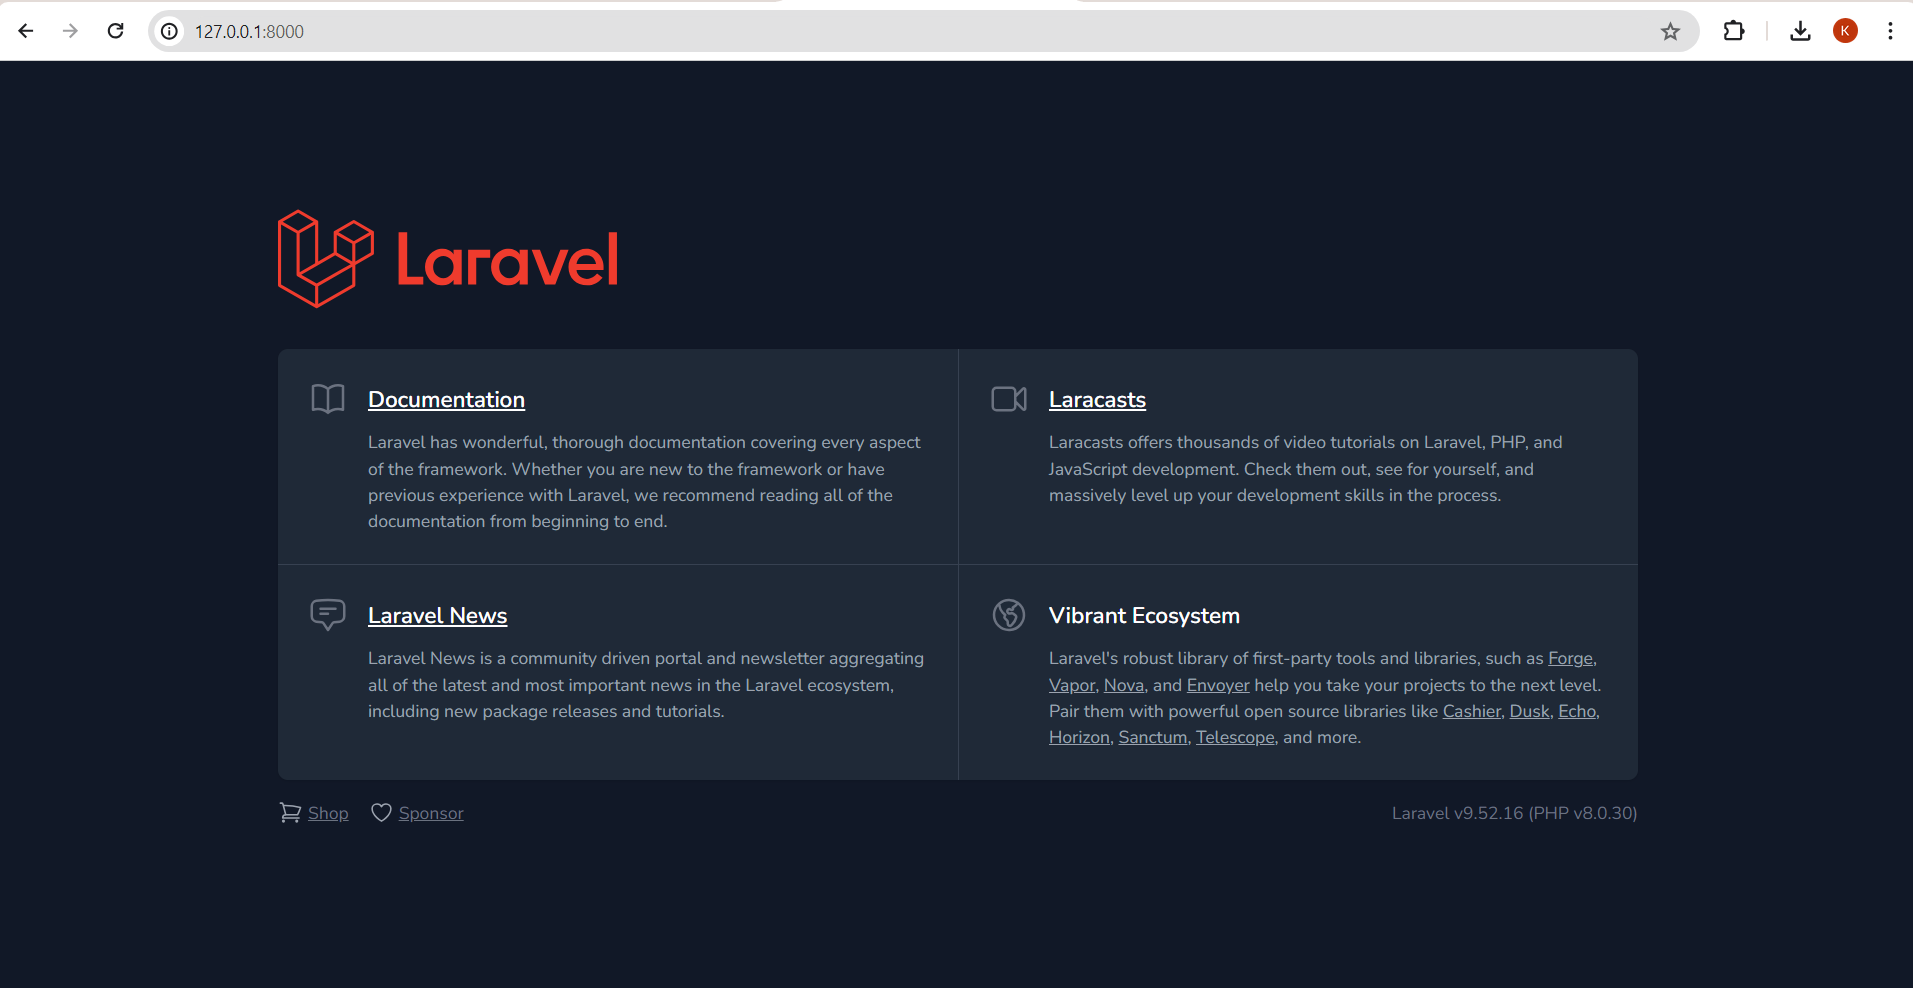 127.0.0.1:8000
K
Laravel
Documentation
Laravel has wonderful, thorough documentation covering every aspect
of the framework. Whether you are new to the framework or have
previous experience with Laravel, we recommend reading all of the
documentation from beginning to end.
Laracasts
Laracasts offers thousands of video tutorials on Laravel, PHP, and
JavaScript development. Check them out, see for yourself, and
massively level up your development skills in the process.
Laravel News
Laravel News is a community driven portal and newsletter aggregating
all of the latest and most important news in the Laravel ecosystem,
including new package releases and tutorials.
Vibrant Ecosystem
Laravel's robust library of first-party tools and libraries, such as Forge,
Vapor, Nova, and Envoyer help you take your projects to the next level.
Pair them with powerful open source libraries like Cashier, Dusk, Echo,
Horizon, Sanctum, Telescope, and more.
Shop Sponsor
Laravel v9.52.16 (PHP v8.0.30)